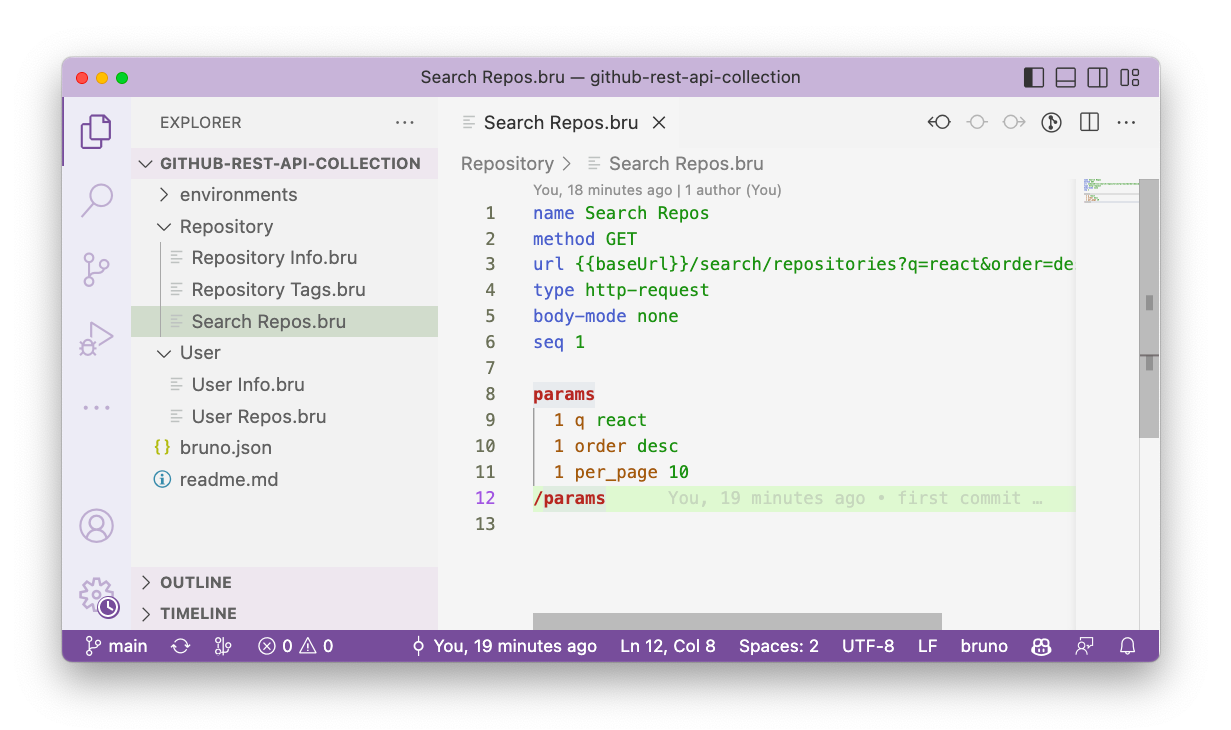 Search Repos.bru — github-rest-api-collection
EXPLORER
GITHUB-REST-API-COLLECTION
environments
Repository
Repository Info.bru
Repository Tags.bru
Search Repos.bru
User
User Info.bru
User Repos.bru
{} bruno.json
readme.md
OUTLINE
TIMELINE
Search Repos.bru
Repository > Search Repos.bru
You, 18 minutes ago | 1 author (You)
1 name Search Repos
2 method GET
3 url {{baseUrl}}/search/repositories?q=react&order=de
4 type http-request
5 body-mode none
6 seq 1
7
8 params
9 1 q react
10 1 order desc
11 1 per_page 10
12 /params You, 19 minutes ago • first commit …
13
main 0 0 You, 19 minutes ago Ln 12, Col 8 Spaces: 2 UTF-8 LF bruno